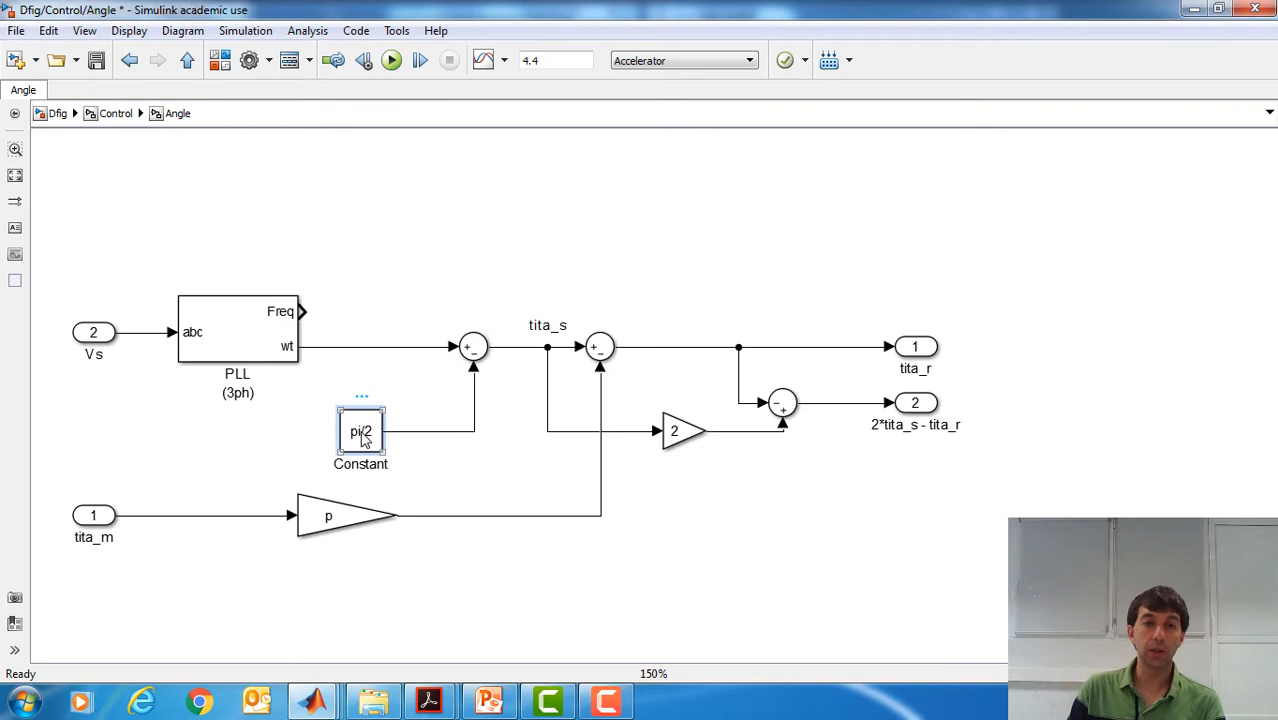 Dfig/Control/Angle * - Simulink academic use
File Edit View Display Diagram Simulation Analysis Code Tools Help
4.4 Accelerator
Angle
Dfig Control Angle
Freq
abc
wt
2
Vs
PLL
(3ph)
tita_s
+
-
+
-
1
tita_r
-
+
2
2*tita_s - tita_r
pi/2
Constant
2
1
tita_m
p
Ready 150%